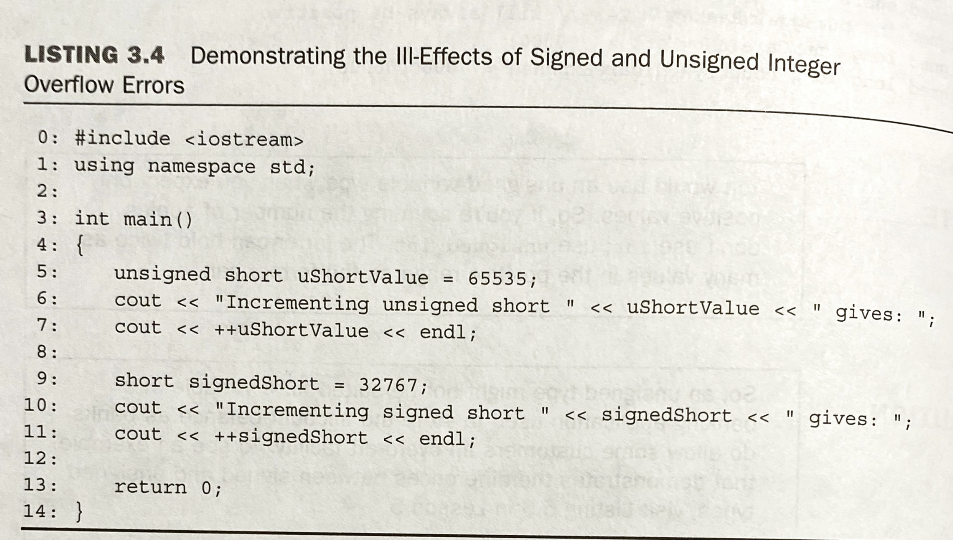 LISTING 3.4 Demonstrating the Ill-Effects of Signed and Unsigned Integer
Overflow Errors
0: #include <iostream>
1: using namespace std;
2:
3: int main()
4: {
5:    unsigned short uShortValue = 65535;
6:    cout << "Incrementing unsigned short " << uShortValue << " gives: ";
7:    cout << ++uShortValue << endl;
8:
9:    short signedShort = 32767;
10:    cout << "Incrementing signed short " << signedShort << " gives: ";
11:    cout << ++signedShort << endl;
12:
13:    return 0;
14: }